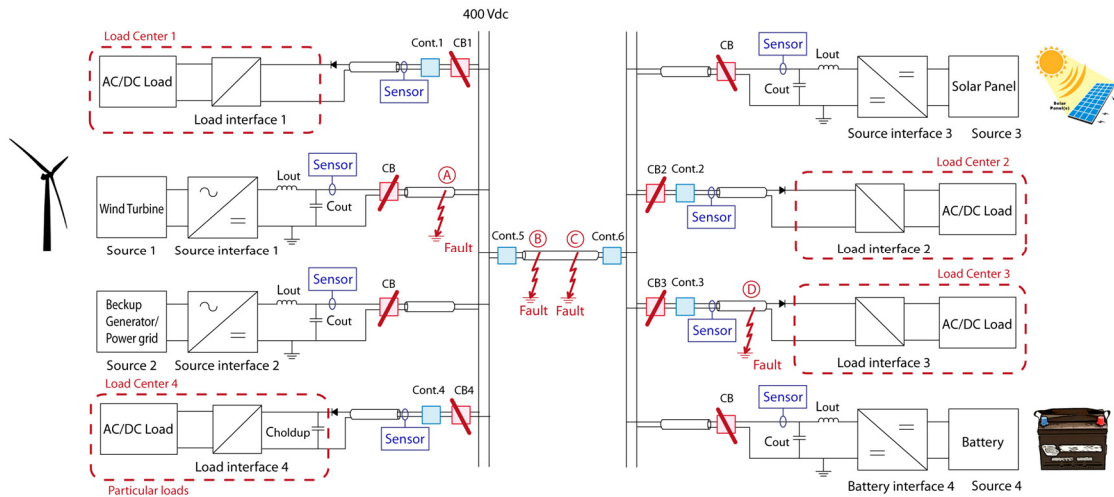 400 Vdc
Load Center 1
AC/DC Load
Load interface 1
Sensor
Cont.1
CB1
Wind Turbine
Source 1
Source interface 1
Lout
Cout
Sensor
CB
A
Fault
Beckup
Generator/
Power grid
Source 2
Source interface 2
Lout
Cout
Sensor
CB
Load Center 4
AC/DC Load
Choldup
Load interface 4
Particular loads
Sensor
Cont.4
CB4
Cont.5
B
Fault
C
Fault
Cont.6
CB
Sensor
Lout
Cout
Source interface 3
Solar Panel
Source 3
Solar
Panel(s)
CB2
Cont.2
Sensor
Load Center 2
AC/DC Load
Load interface 2
CB3
Cont.3
Sensor
D
Fault
Load Center 3
AC/DC Load
Load interface 3
CB
Sensor
Lout
Cout
Battery interface 4
Battery
Source 4